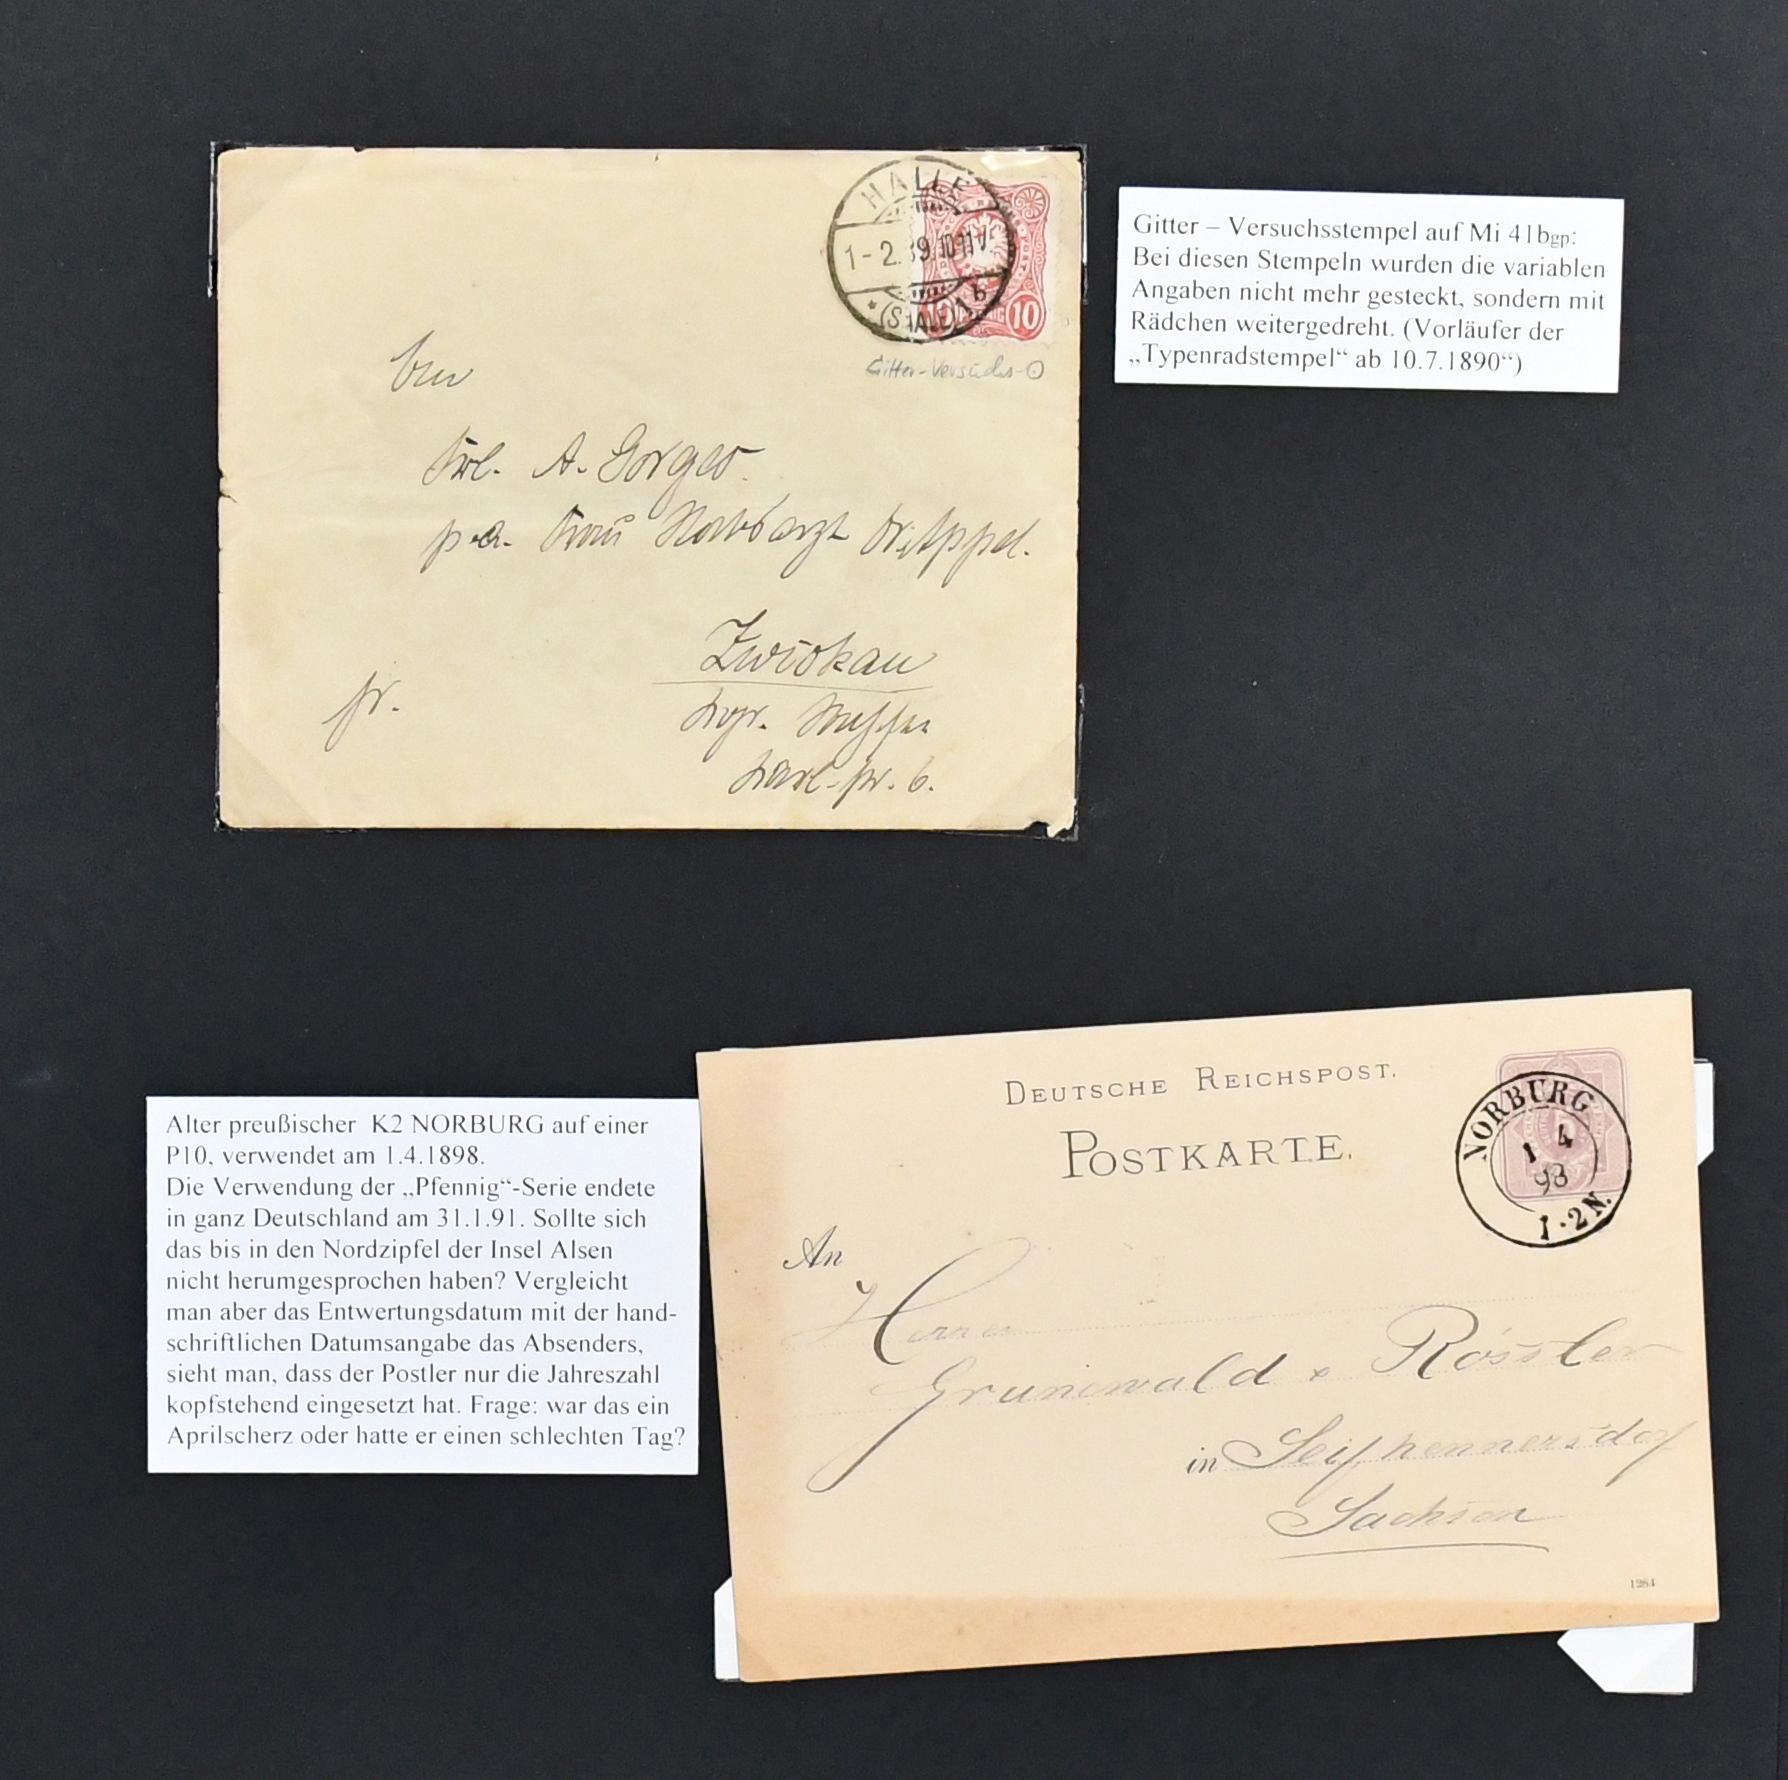 HALLE
1-2.89.10-11V.
* (SAALE) 1b
10
Gitter-Versuchs-
A.
p.a.
Zwickau
6.
Gitter – Versuchsstempel auf Mi 41bgp:
Bei diesen Stempeln wurden die variablen
Angaben nicht mehr gesteckt, sondern mit
Rädchen weitergedreht. (Vorläufer der
„Typenradstempel“ ab 10.7.1890“)
Alter preußischer K2 NORBURG auf einer
P10, verwendet am 1.4.1898.
Die Verwendung der „Pfennig“-Serie endete
in ganz Deutschland am 31.1.91. Sollte sich
das bis in den Nordzipfel der Insel Alsen
nicht herumgesprochen haben? Vergleicht
man aber das Entwertungsdatum mit der hand-
schriftlichen Datumsangabe das Absenders,
sieht man, dass der Postler nur die Jahreszahl
kopfstehend eingesetzt hat. Frage: war das ein
Aprilscherz oder hatte er einen schlechten Tag?
DEUTSCHE REICHSPOST.
POSTKARTE.
NORBURG
1 4
98
1-2N.
An
Herren
Grunewald & Rössler
in Seifhennersdorf
Sachsen